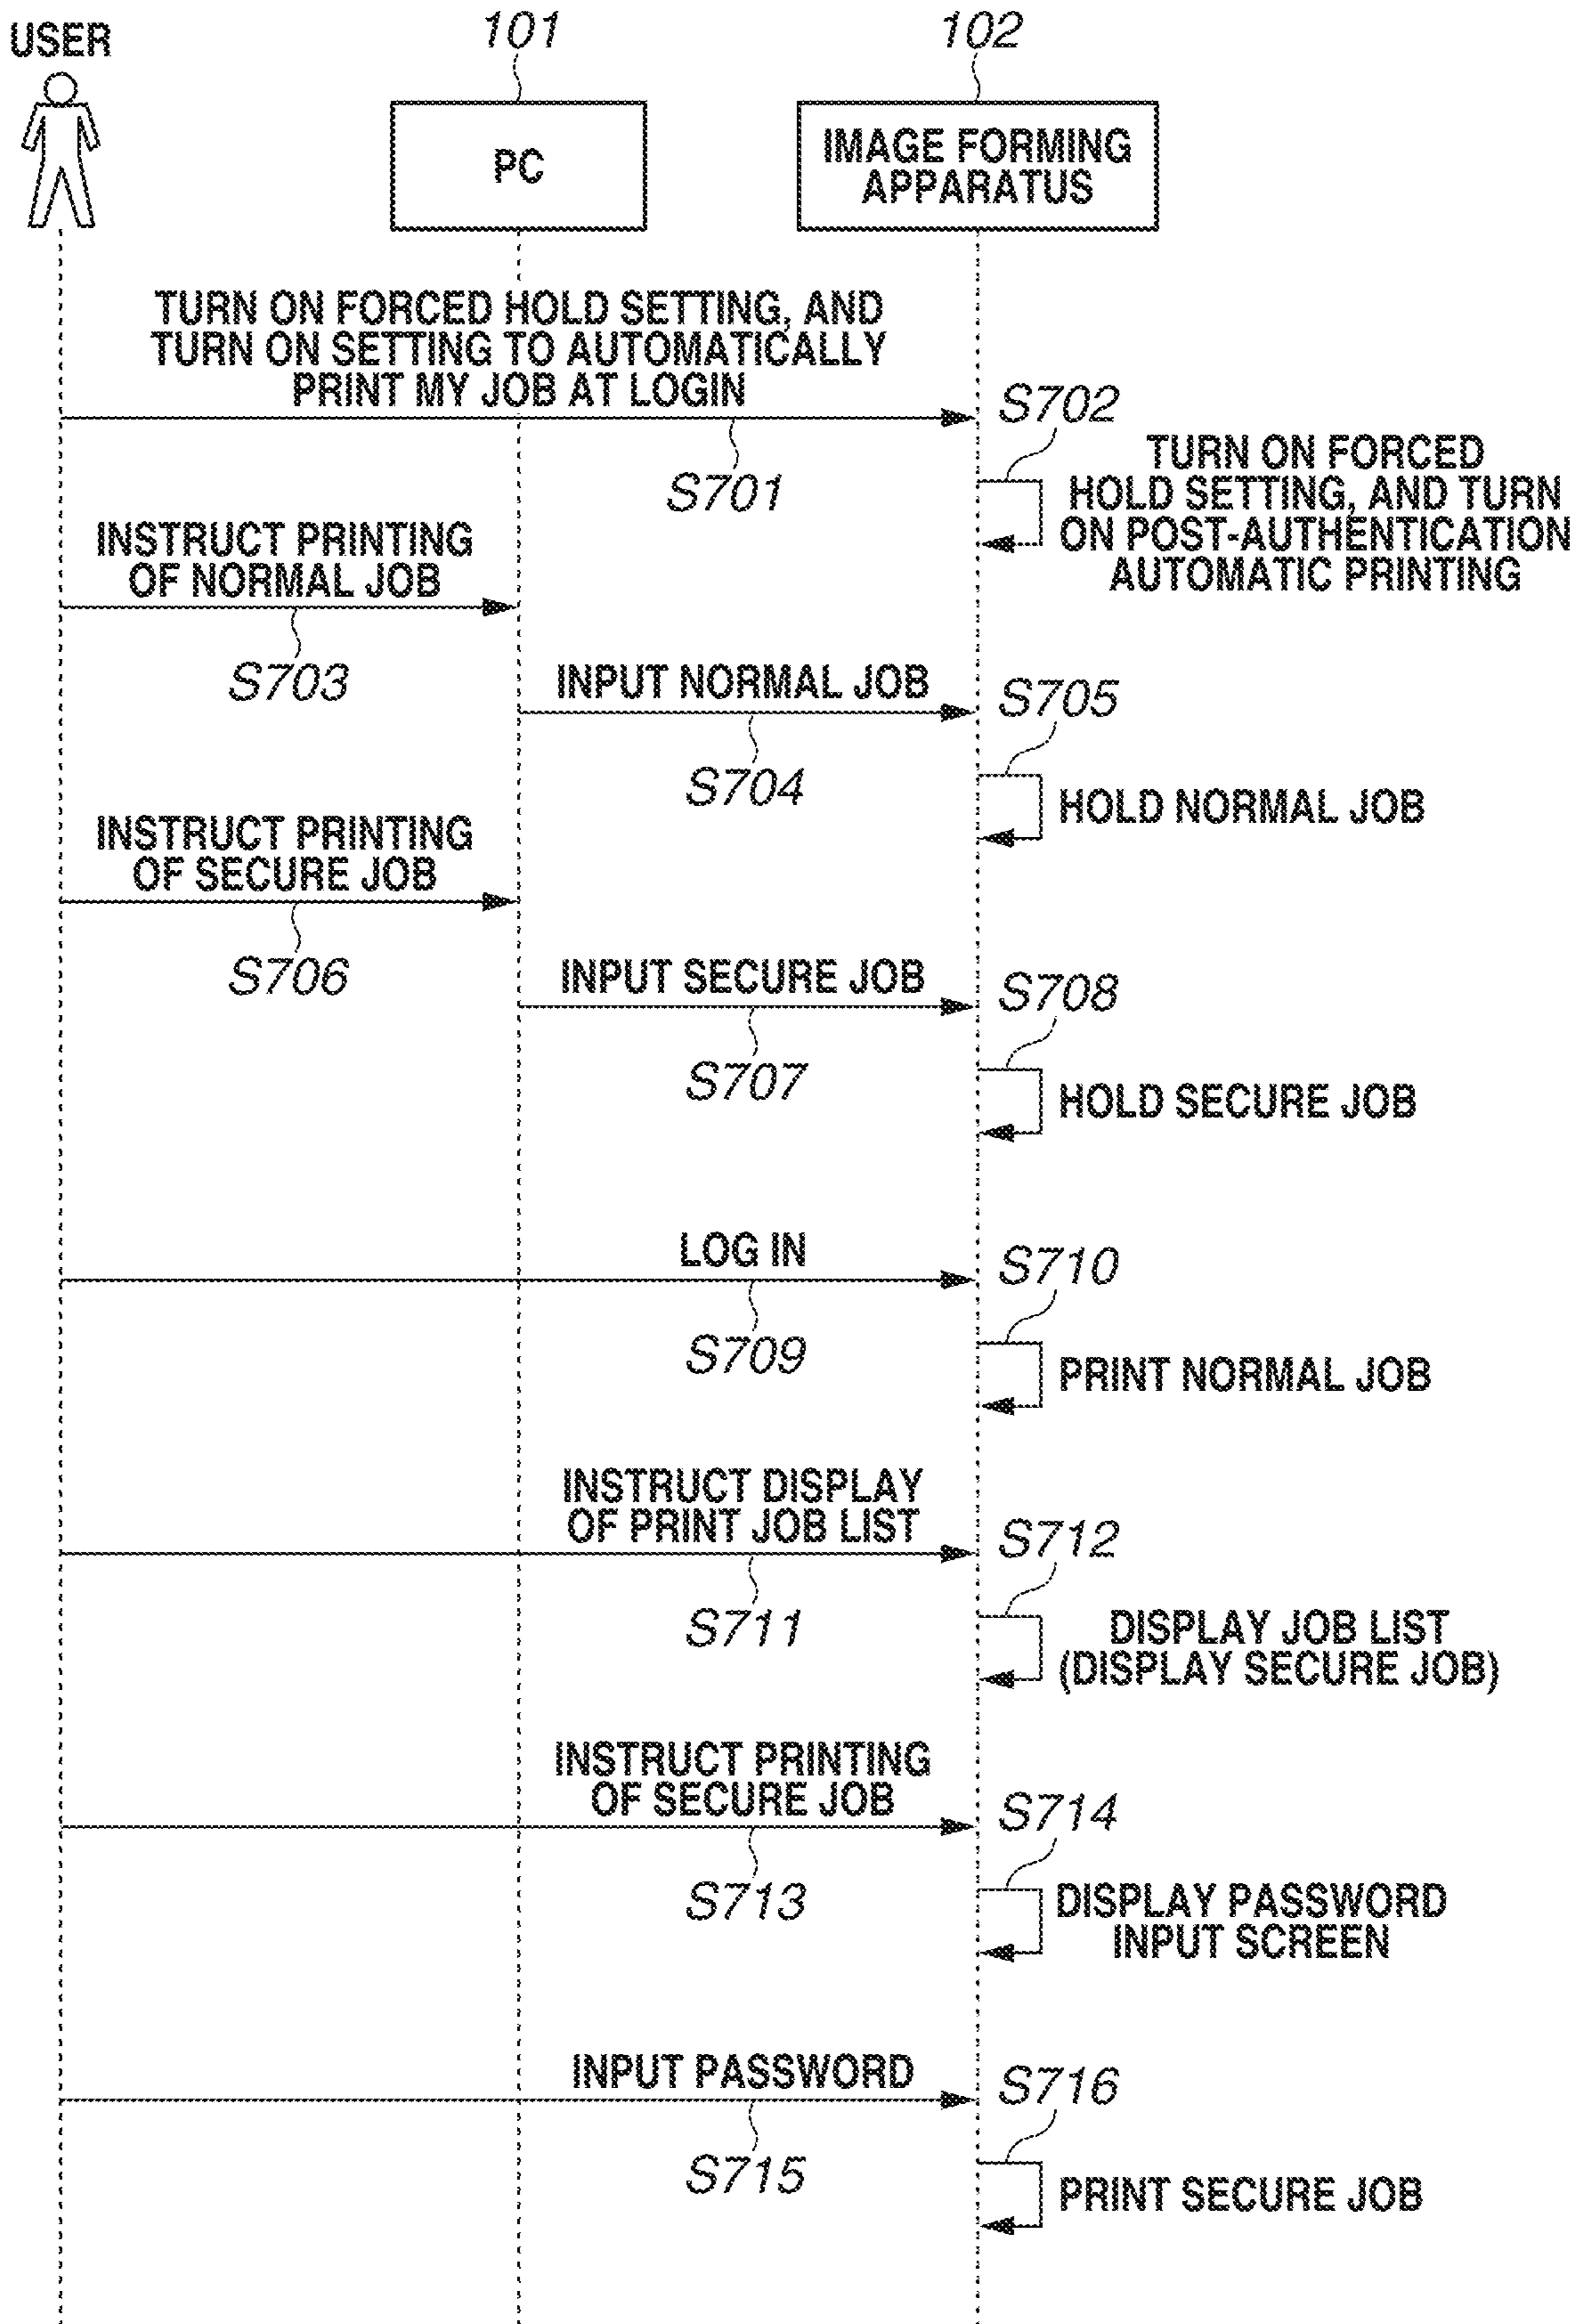 USER
101
102
PC
IMAGE FORMING
APPARATUS
TURN ON FORCED HOLD SETTING, AND
TURN ON SETTING TO AUTOMATICALLY
PRINT MY JOB AT LOGIN
S701
S702
TURN ON FORCED
HOLD SETTING, AND TURN
ON POST-AUTHENTICATION
AUTOMATIC PRINTING
INSTRUCT PRINTING
OF NORMAL JOB
S703
INPUT NORMAL JOB
S704
S705
HOLD NORMAL JOB
INSTRUCT PRINTING
OF SECURE JOB
S706
INPUT SECURE JOB
S707
S708
HOLD SECURE JOB
LOG IN
S709
S710
PRINT NORMAL JOB
INSTRUCT DISPLAY
OF PRINT JOB LIST
S711
S712
DISPLAY JOB LIST
(DISPLAY SECURE JOB)
INSTRUCT PRINTING
OF SECURE JOB
S713
S714
DISPLAY PASSWORD
INPUT SCREEN
INPUT PASSWORD
S715
S716
PRINT SECURE JOB